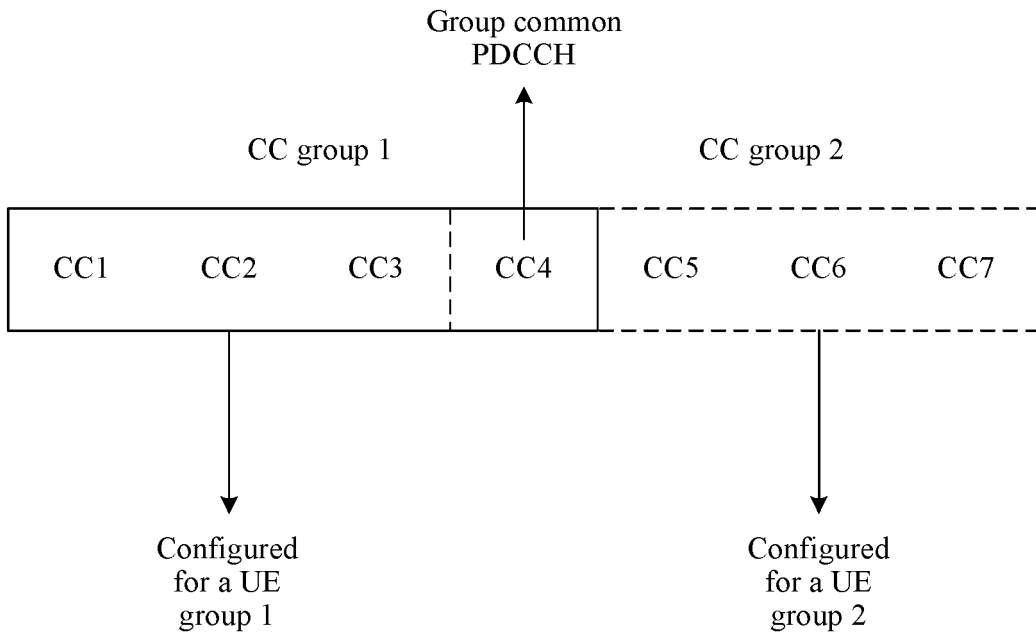 Group common
PDCCH
CC group 1
CC group 2
CC1 CC2 CC3 CC4 CC5 CC6 CC7
Configured
for a UE
group 1
Configured
for a UE
group 2